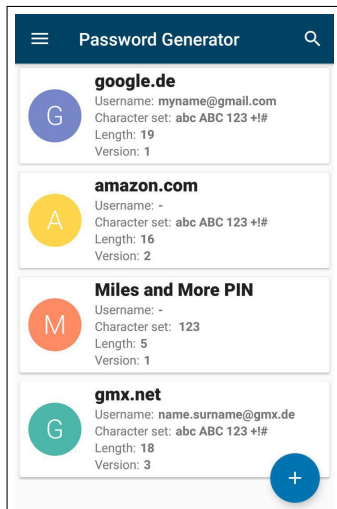 Password Generator
G
google.de
Username: myname@gmail.com
Character set: abc ABC 123 +!#
Length: 19
Version: 1
A
amazon.com
Username: -
Character set: abc ABC 123 +!#
Length: 16
Version: 2
M
Miles and More PIN
Username: -
Character set: 123
Length: 5
Version: 1
G
gmx.net
Username: name.surname@gmx.de
Character set: abc ABC 123 +!#
Length: 18
Version: 3
+